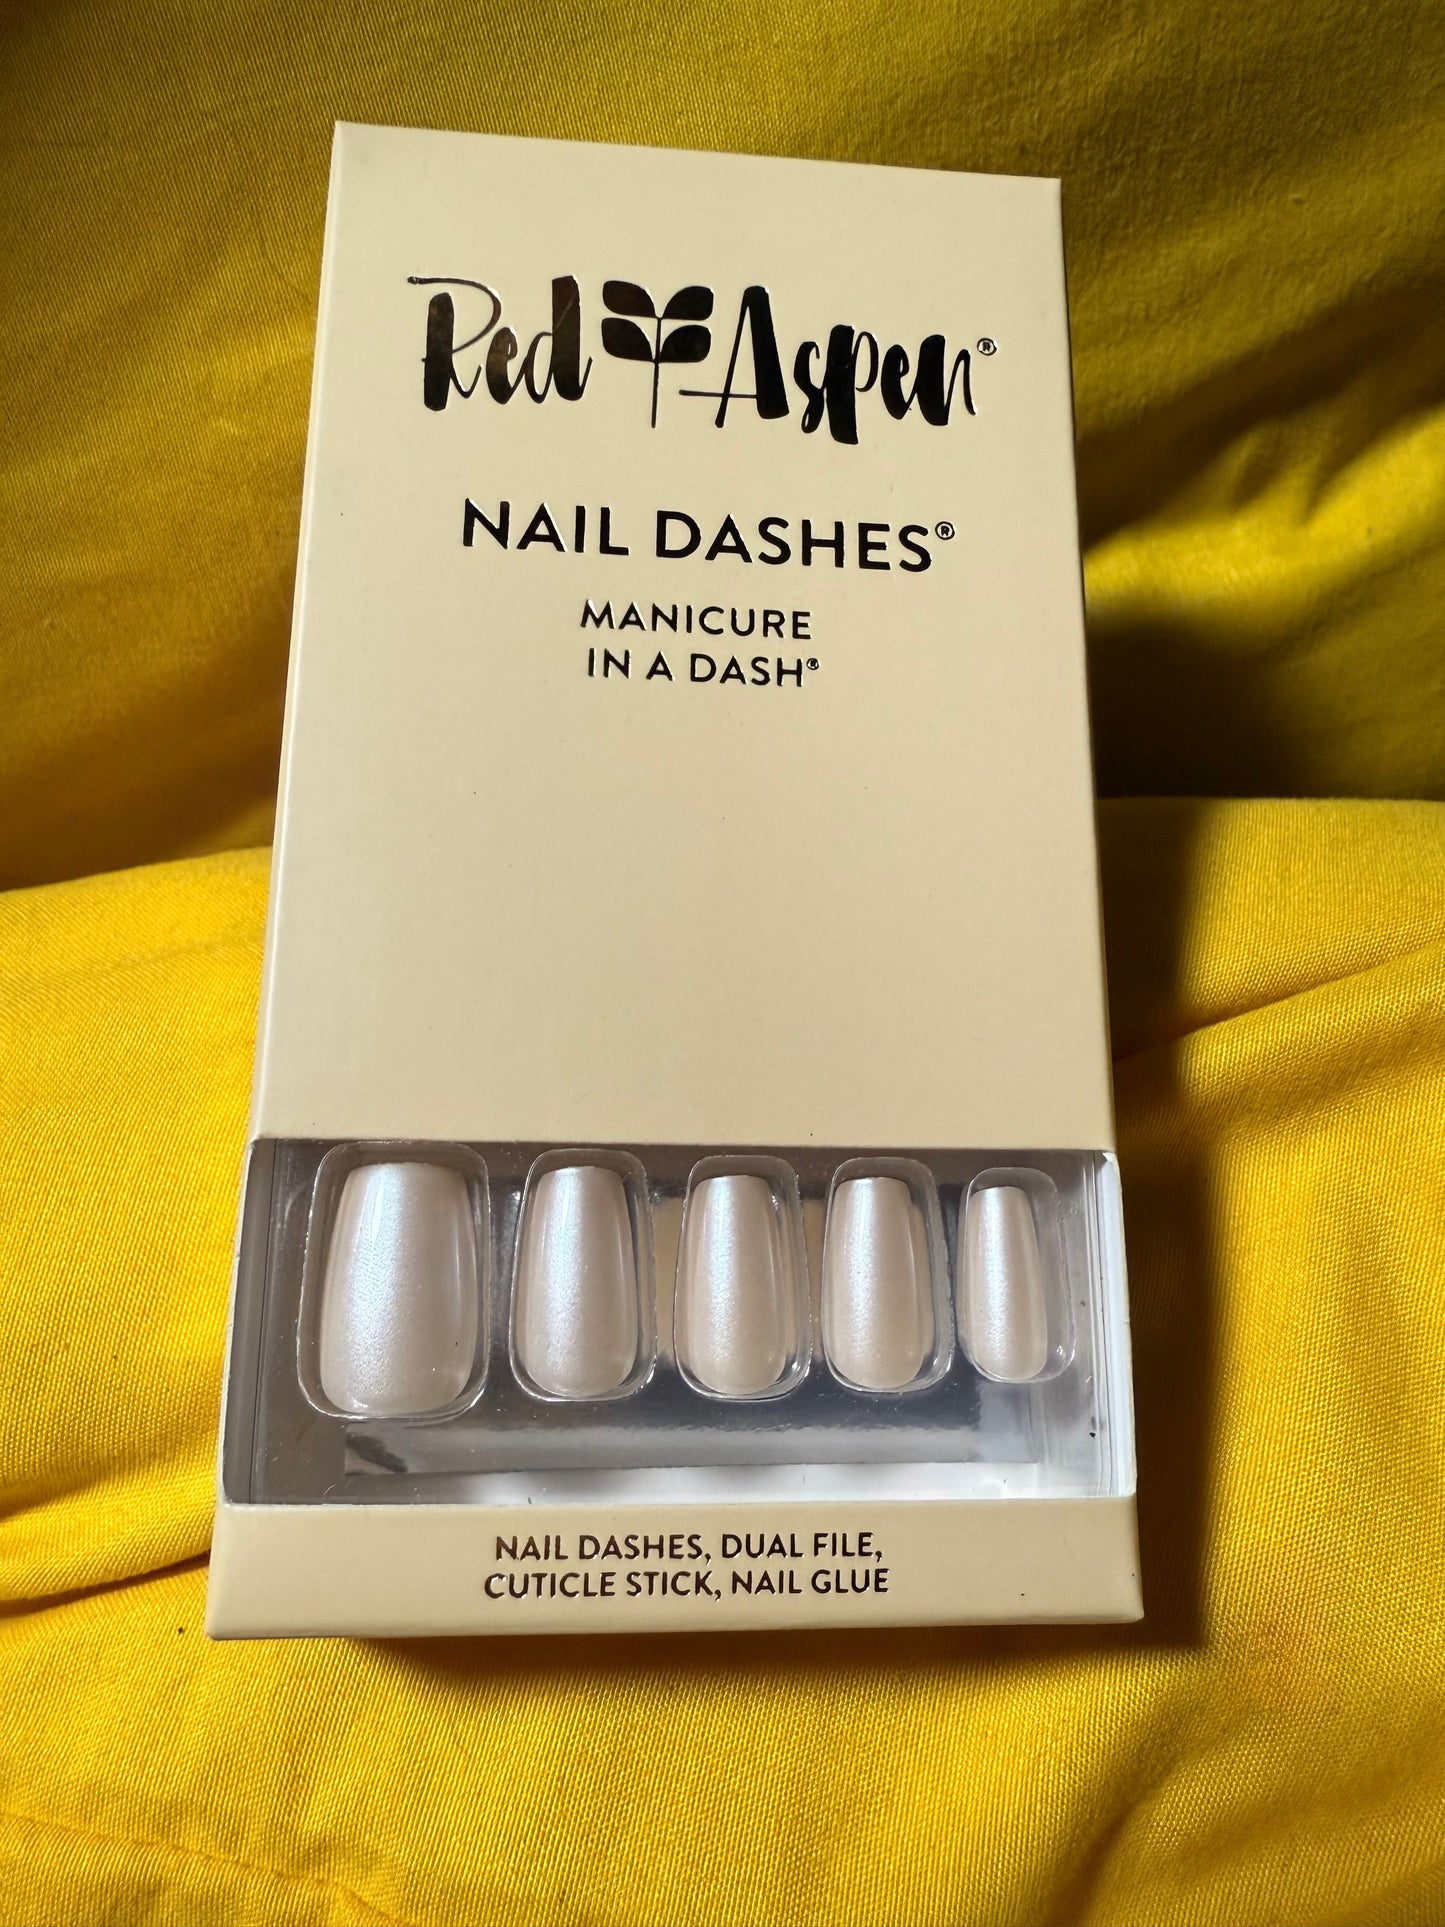 Red Aspen®
NAIL DASHES®
MANICURE
IN A DASH®
NAIL DASHES, DUAL FILE,
CUTICLE STICK, NAIL GLUE